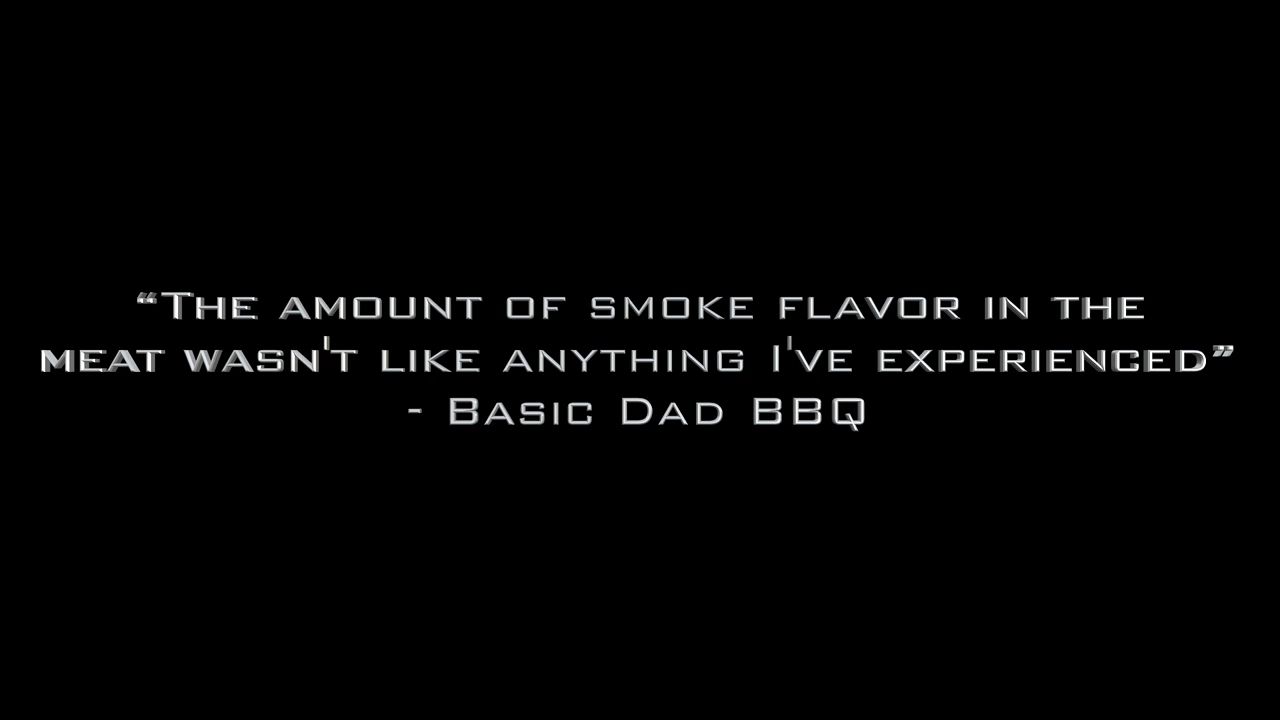 “The amount of smoke flavor in the
meat wasn't like anything I've experienced”
- Basic Dad BBQ